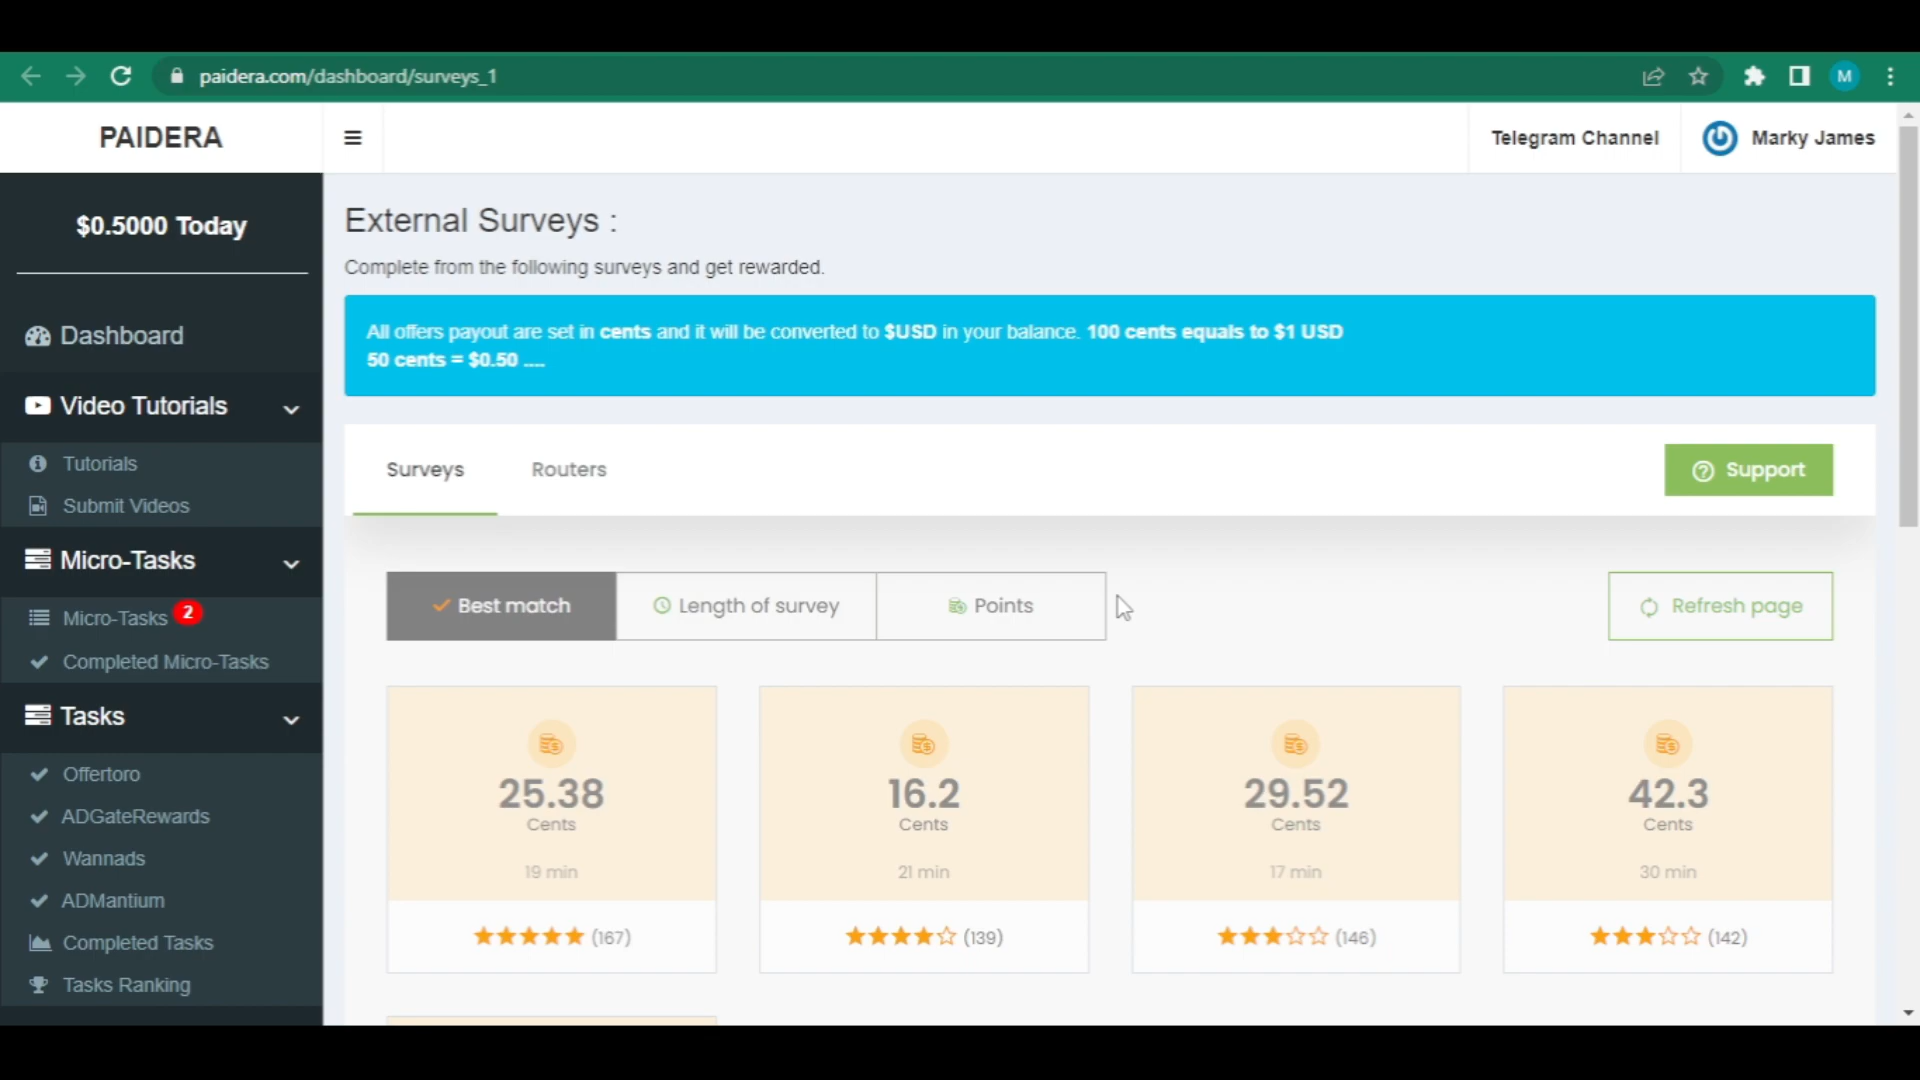 paidera.com/dashboard/surveys_1
M
PAIDERA
Telegram Channel
Marky James
$0.5000 Today
Dashboard
Video Tutorials
Tutorials
Submit Videos
Micro-Tasks
Micro-Tasks 2
Completed Micro-Tasks
Tasks
Offertoro
ADGateRewards
Wannads
ADMantium
Completed Tasks
Tasks Ranking
External Surveys :
Complete from the following surveys and get rewarded.
All offers payout are set in cents and it will be converted to $USD in your balance. 100 cents equals to $1 USD
50 cents = $0.50 ....
Surveys
Routers
Support
Best match
Length of survey
Points
Refresh page
25.38
Cents
19 min
(167)
16.2
Cents
21 min
(139)
29.52
Cents
17 min
(146)
42.3
Cents
30 min
(142)